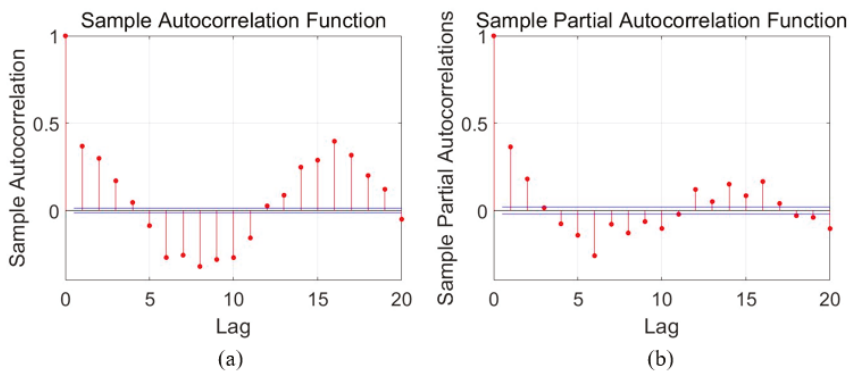 Sample Autocorrelation Function
Sample Autocorrelation
1
0.5
0
0 5 10 15 20
Lag
(a)
Sample Partial Autocorrelation Function
Sample Partial Autocorrelations
1
0.5
0
0 5 10 15 20
Lag
(b)